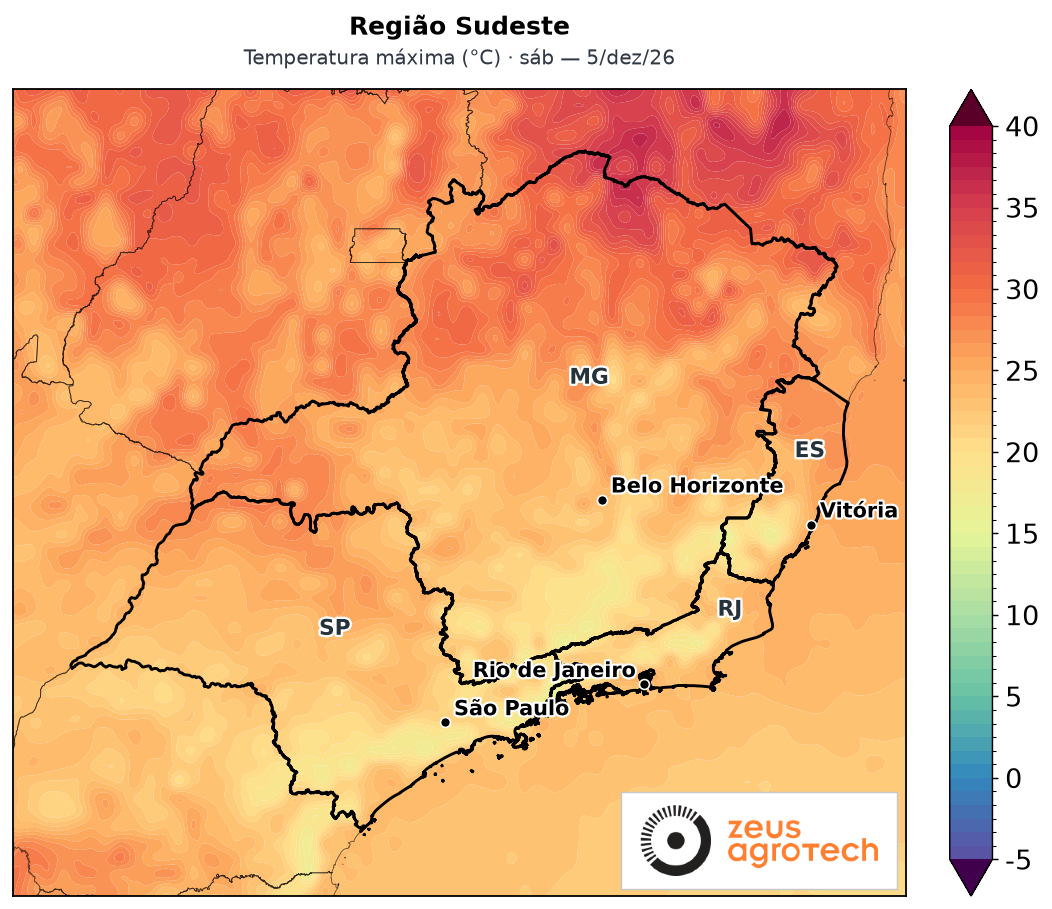 Região Sudeste
Temperatura máxima (°C) · sáb — 5/dez/26
40
35
30
25
20
15
10
5
0
-5
MG
ES
Belo Horizonte
Vitória
RJ
SP
Rio de Janeiro
São Paulo
zeus
agrotech